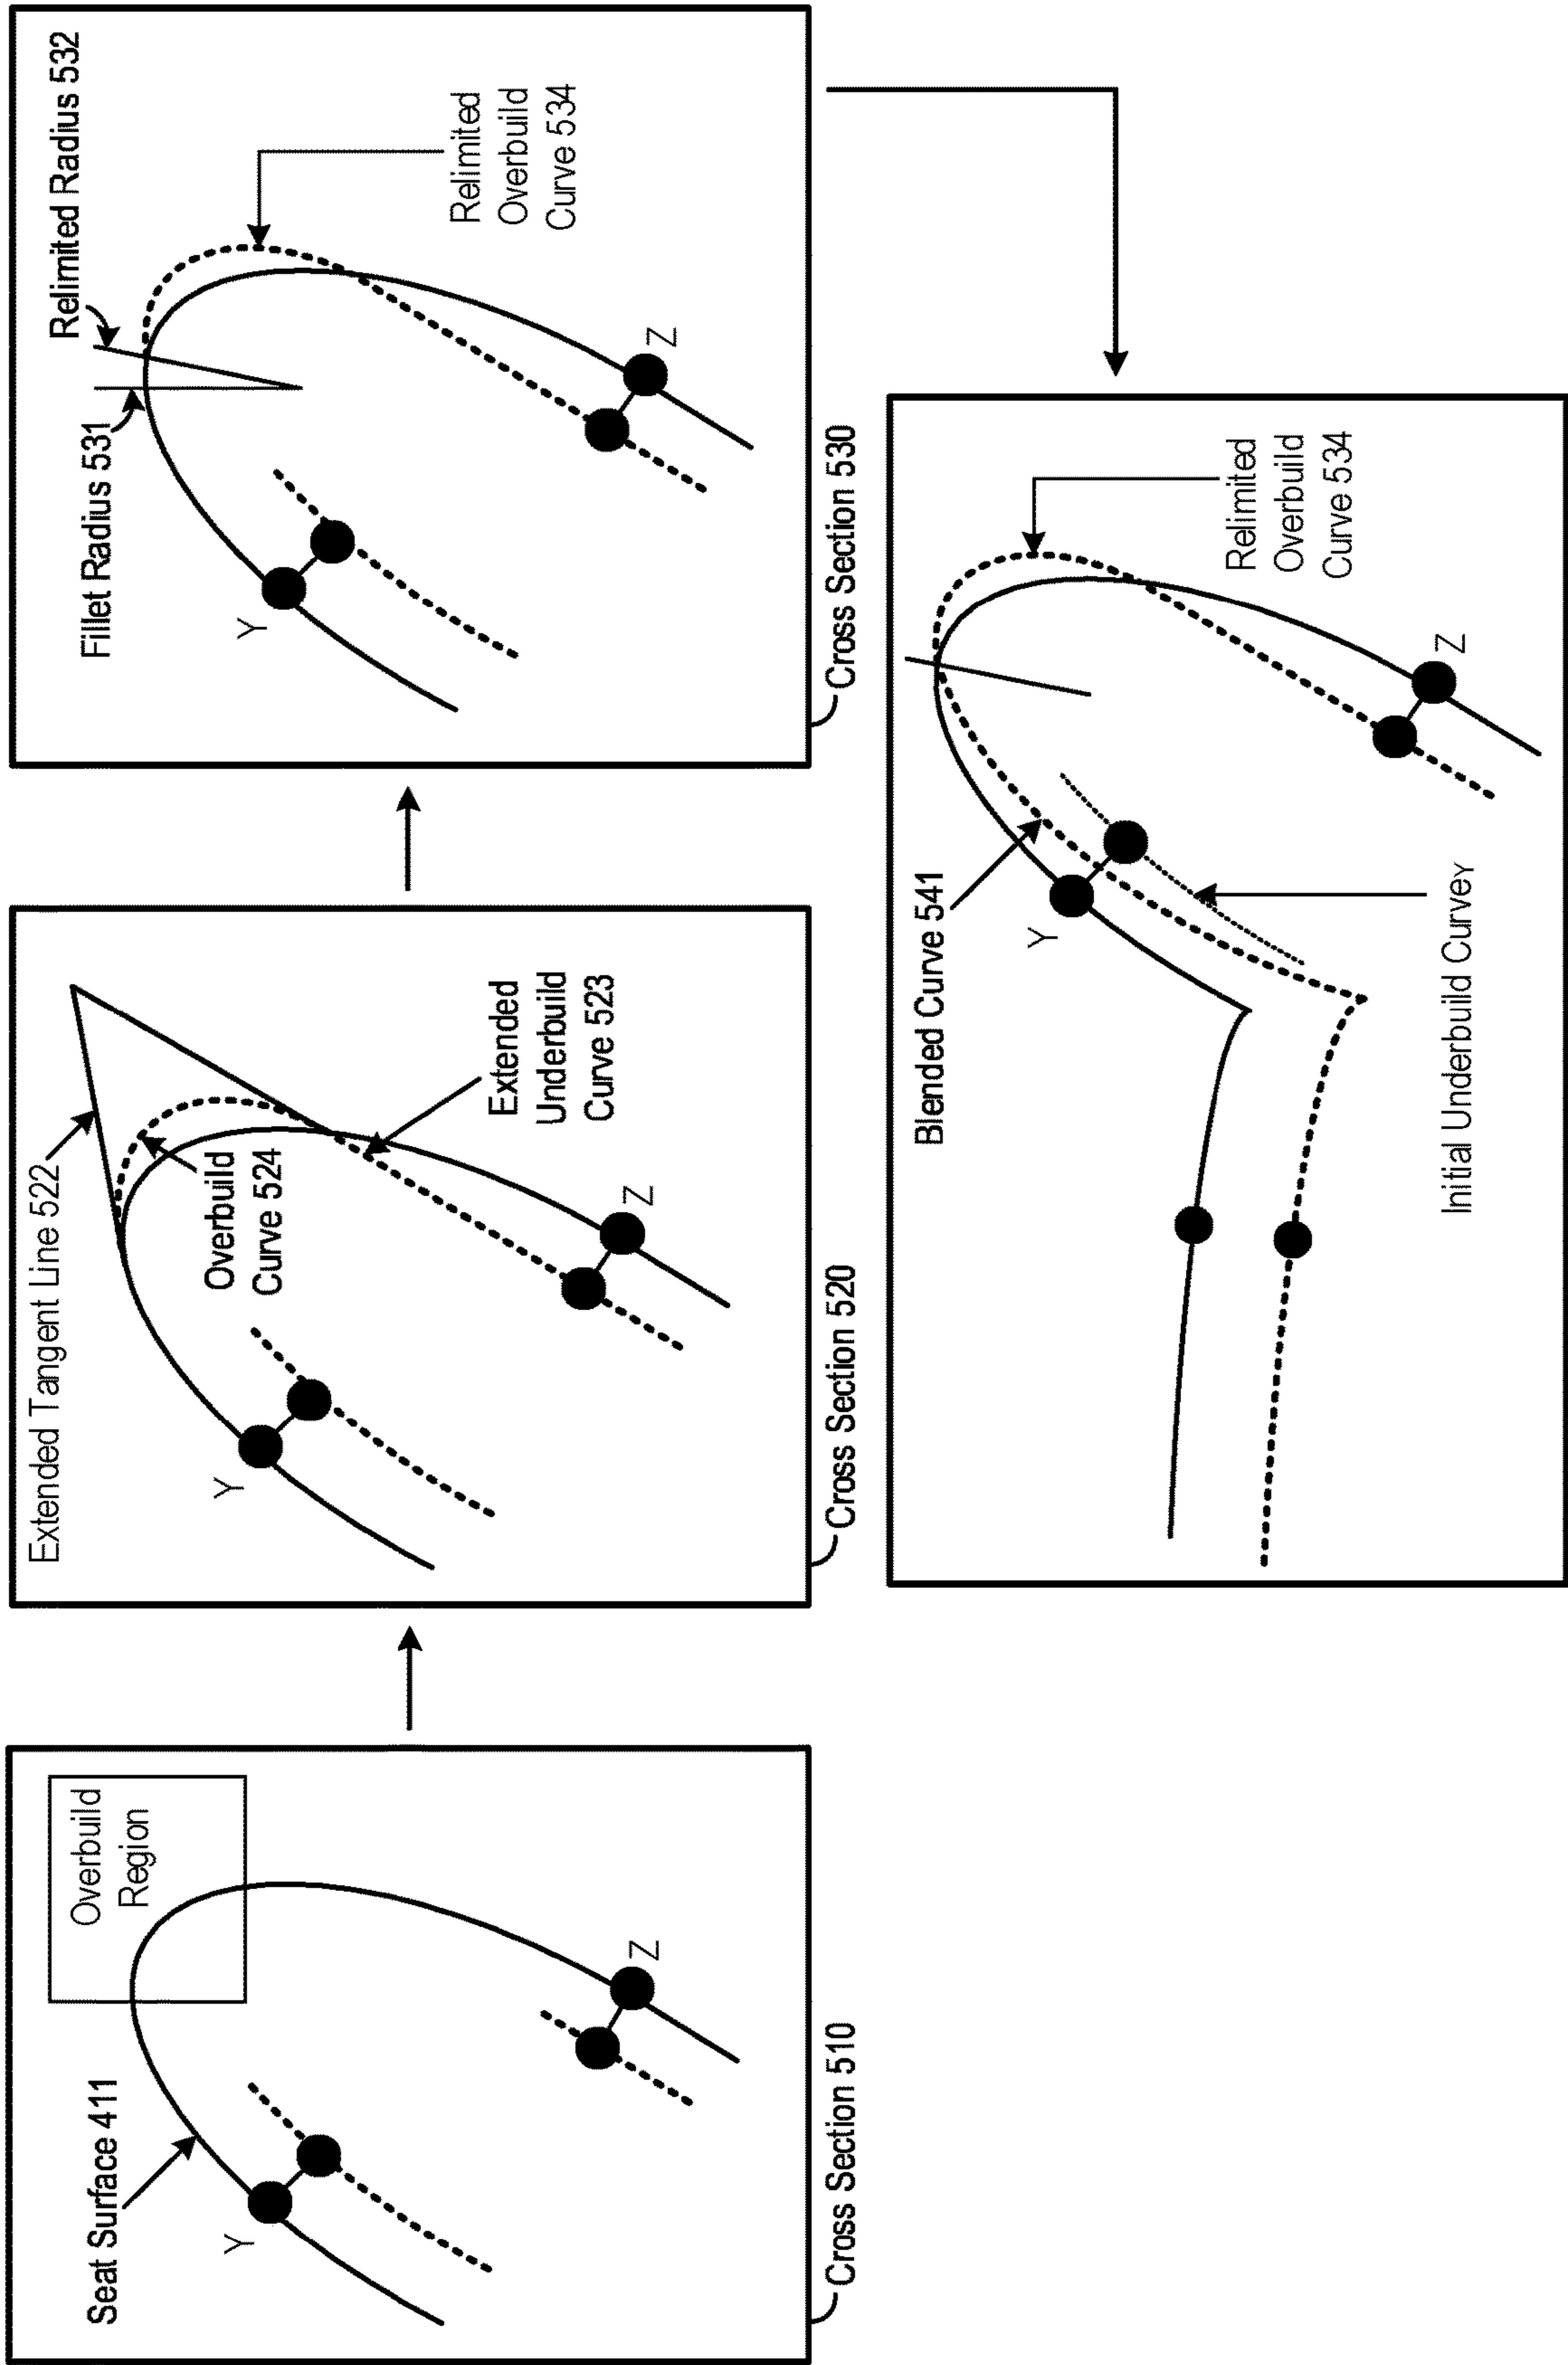 Seat Surface 411
Overbuild
Region
Y
Z
Cross Section 510
Extended Tangent Line 522
Overbuild
Curve 524
Extended
Underbuild
Curve 523
Y
Z
Cross Section 520
Fillet Radius 531
Relimited Radius 532
Relimited
Overbuild
Curve 534
Y
Z
Cross Section 530
Blended Curve 541
Relimited
Overbuild
Curve 534
Y
Z
Initial Underbuild CurveY